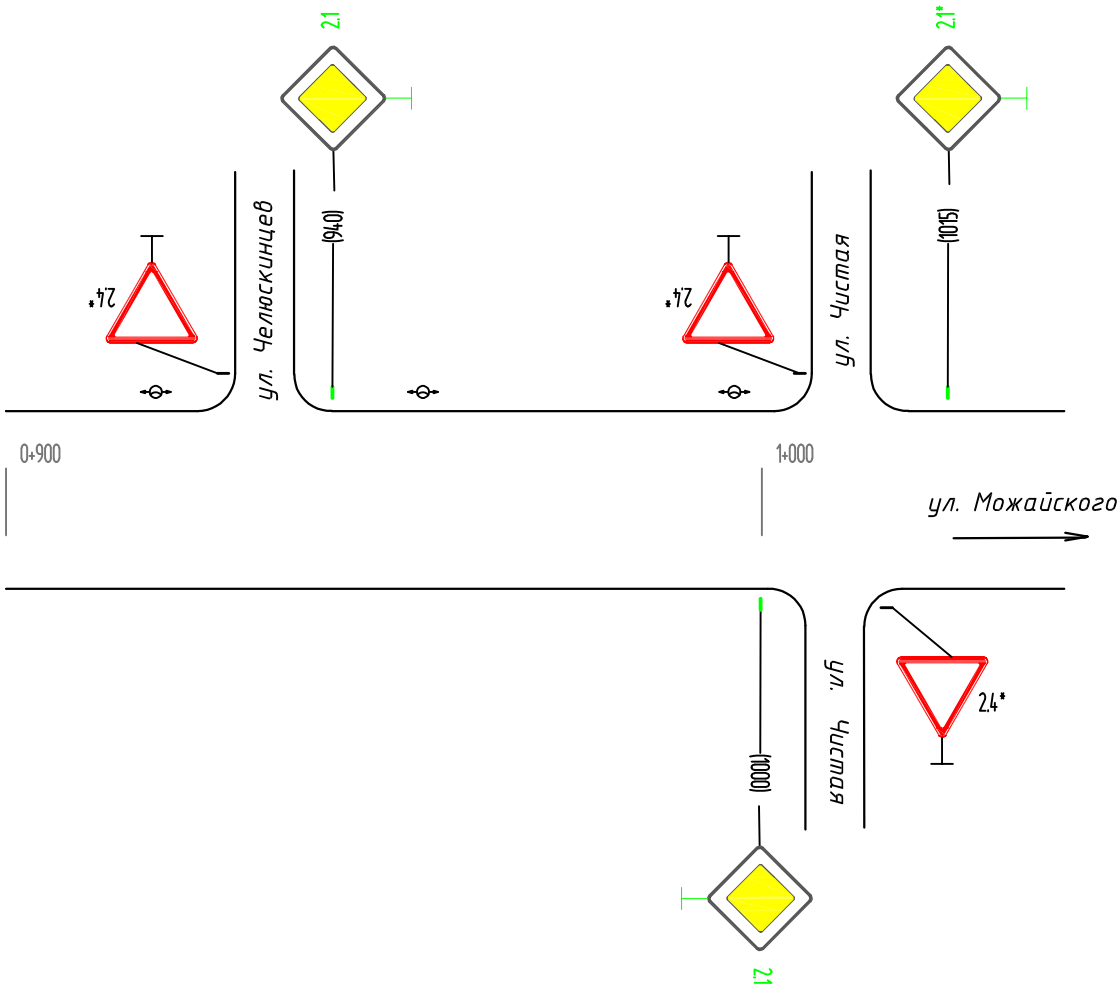 2.1
2.1*
ул. Челюскинцев
(940)
2.4*
2.4*
ул. Чистая
(1015)
0+900
1+000
ул. Можайского
ул. Чистая
2.4*
(1000)
2.1